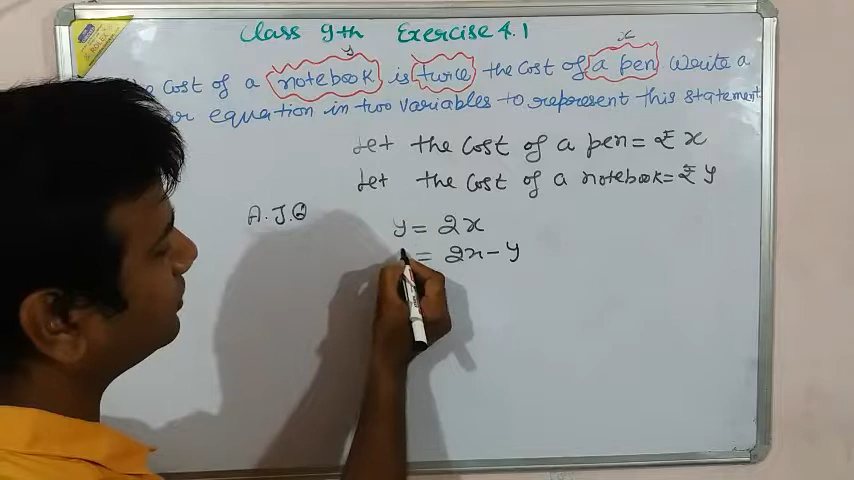 Class 9th Exercise 4.1
y x
cost of a notebook is twice the cost of a pen Write a
equation in two variables to represent this statement
Let the cost of a pen = ₹ x
Let the cost of a notebook = ₹ y
A.T.Q
y = 2x
= 2x - y